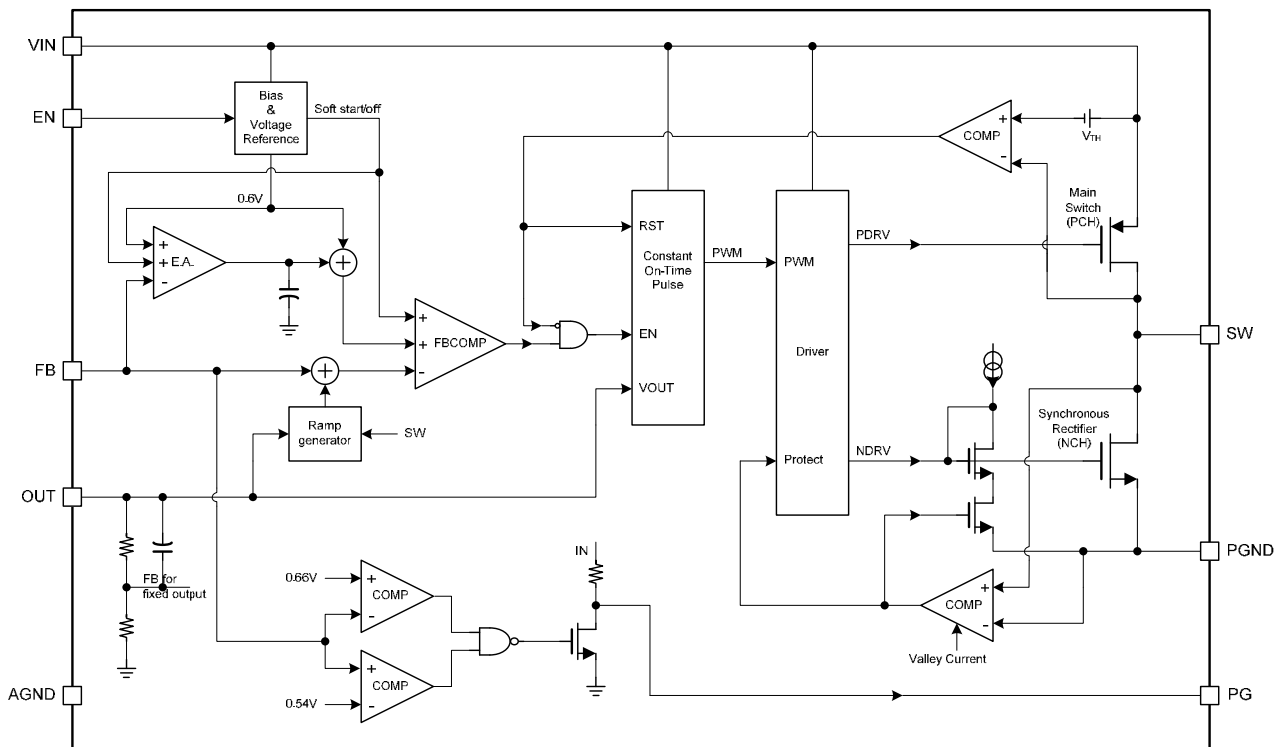 VIN
EN
Bias
&
Voltage
Reference
Soft start/off
0.6V
+
+
-
E.A.
+
+
+
-
FBCOMP
FB
+
Ramp
generator
SW
OUT
FB for
fixed output
AGND
RST
Constant
On-Time
Pulse
EN
VOUT
PWM
PWM
Driver
Protect
PDRV
NDRV
+
-
COMP
VTH
Main
Switch
(PCH)
SW
Synchronous
Rectifier
(NCH)
PGND
+
-
COMP
Valley Current
IN
0.66V
+
-
COMP
+
-
COMP
0.54V
PG